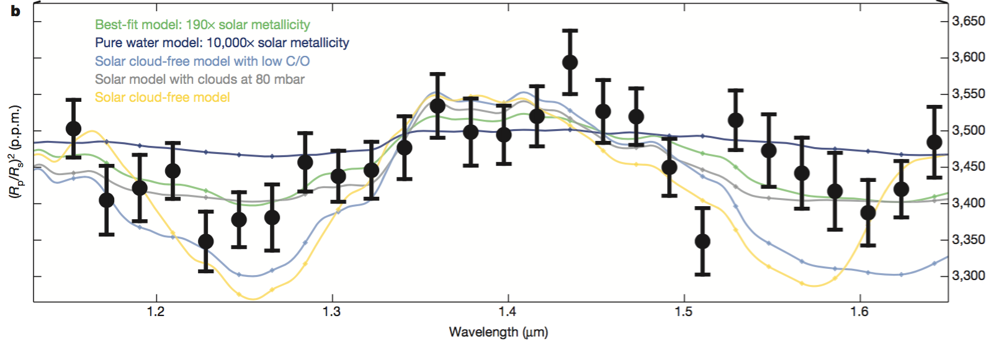 b
Best-fit model: 190× solar metallicity
Pure water model: 10,000× solar metallicity
Solar cloud-free model with low C/O
Solar model with clouds at 80 mbar
Solar cloud-free model
(Rp/Rs)2 (p.p.m.)
3,650
3,600
3,550
3,500
3,450
3,400
3,350
3,300
1.2 1.3 1.4 1.5 1.6
Wavelength (μm)